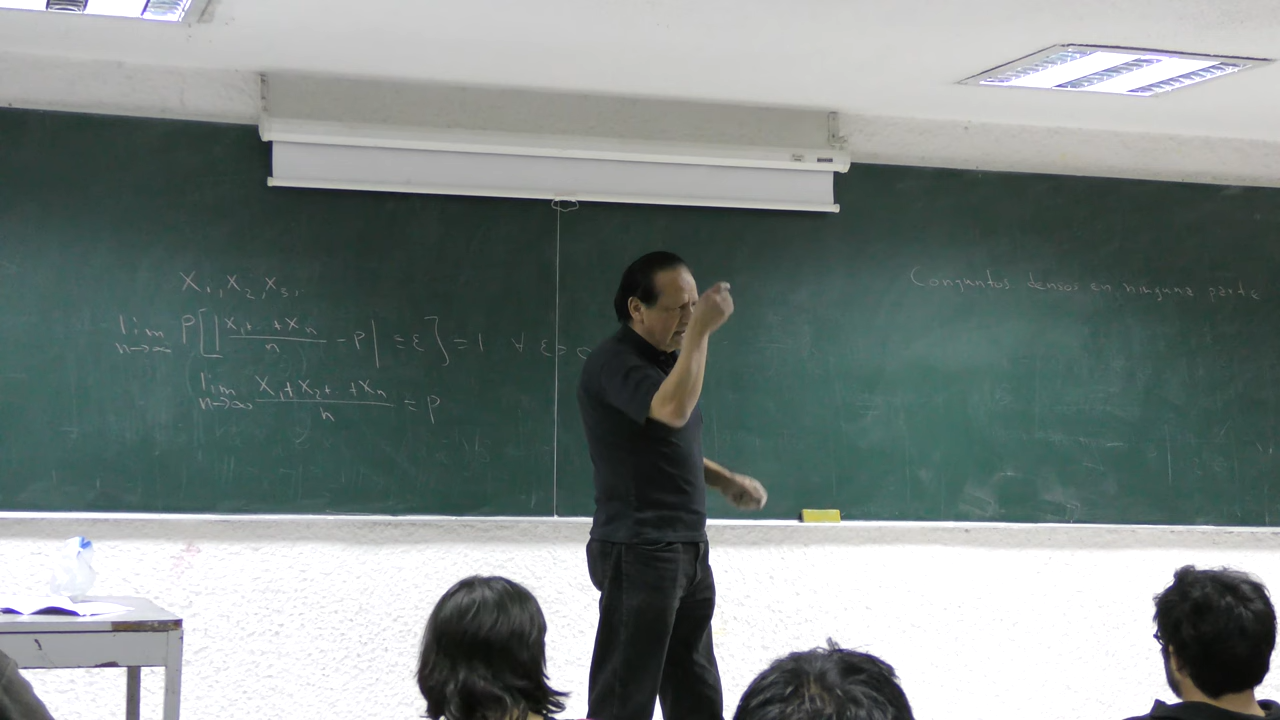 X₁, X₂, X₃,
lim n→∞ P[|(X₁+ +Xₙ)/n − P| ≤ ε] = 1 ∀ ε>0
lim n→∞ (X₁+X₂+ +Xₙ)/n = P
Conjuntos densos en ninguna parte